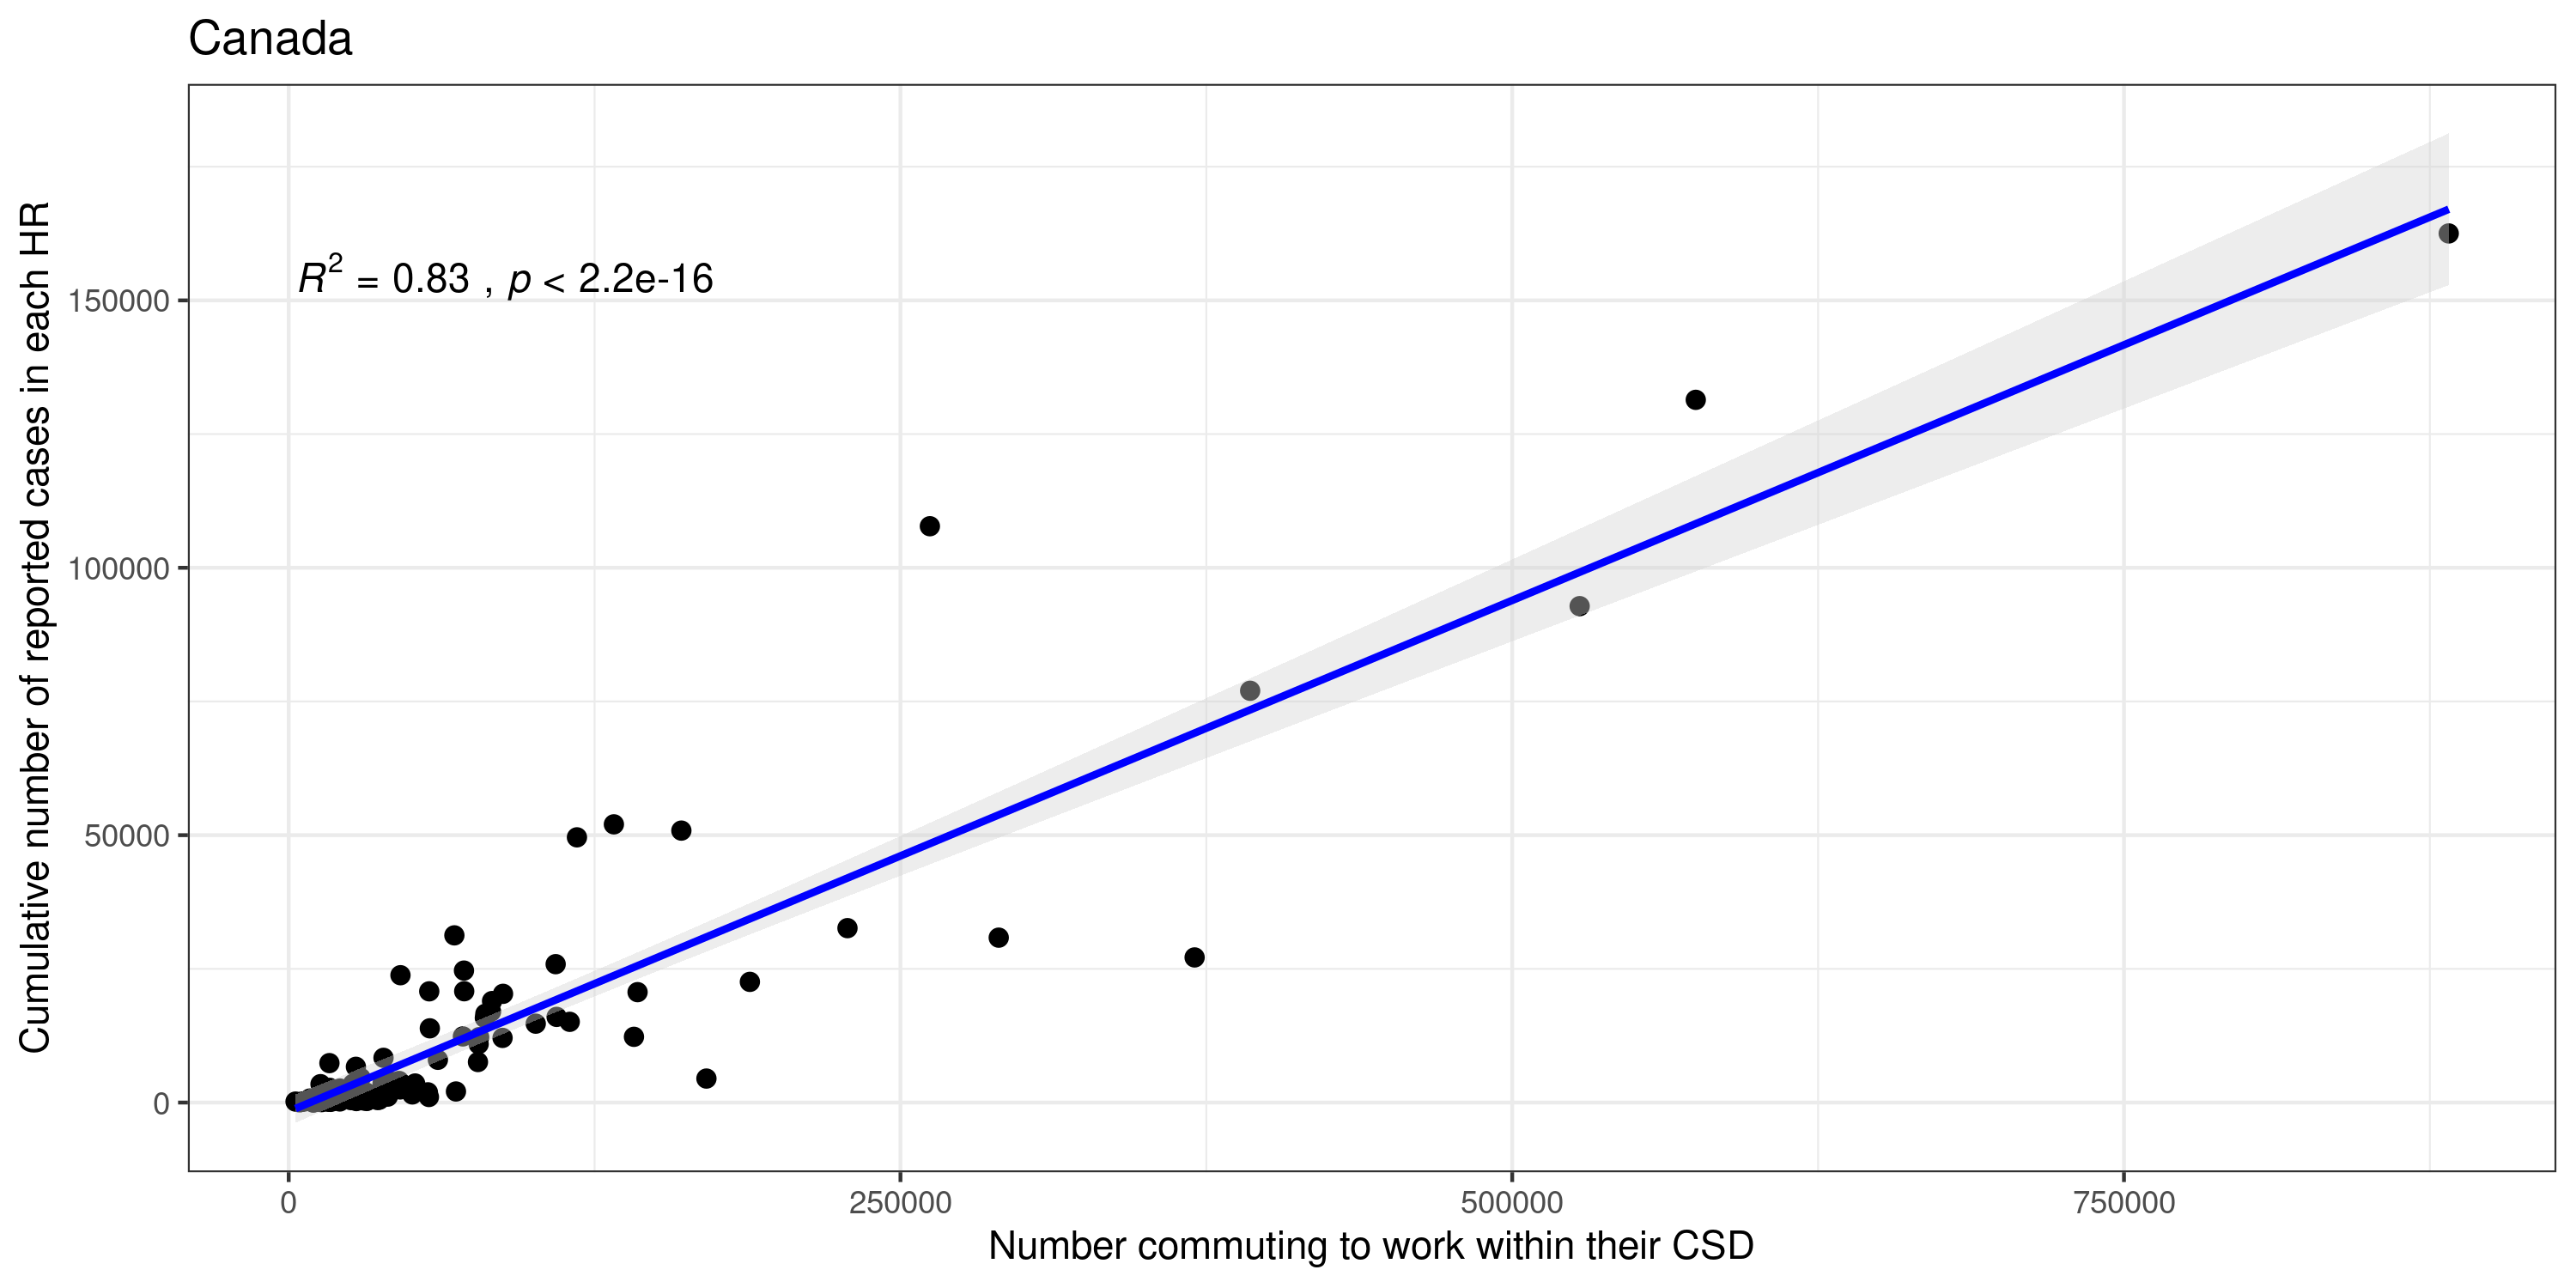 Canada
Cumulative number of reported cases in each HR
150000
100000
50000
0
R² = 0.83 , p < 2.2e-16
0 250000 500000 750000
Number commuting to work within their CSD